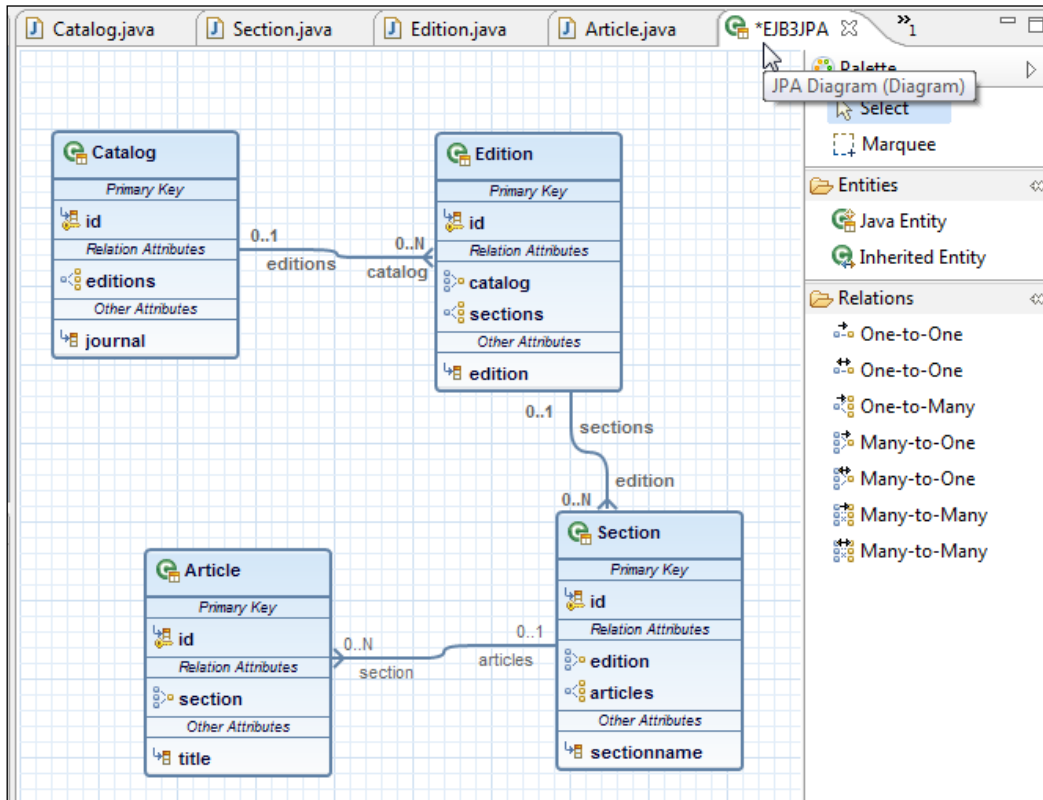 Catalog.java
Section.java
Edition.java
Article.java
*EJB3JPA
»1
Palette
JPA Diagram (Diagram)
Select
Marquee
Entities
Java Entity
Inherited Entity
Relations
One-to-One
One-to-One
One-to-Many
Many-to-One
Many-to-One
Many-to-Many
Many-to-Many
Catalog
Primary Key
id
Relation Attributes
editions
Other Attributes
journal
0..1
editions
0..N
catalog
Edition
Primary Key
id
Relation Attributes
catalog
sections
Other Attributes
edition
0..1
sections
edition
0..N
Section
Primary Key
id
Relation Attributes
edition
articles
Other Attributes
sectionname
0..1
articles
0..N
section
Article
Primary Key
id
Relation Attributes
section
Other Attributes
title